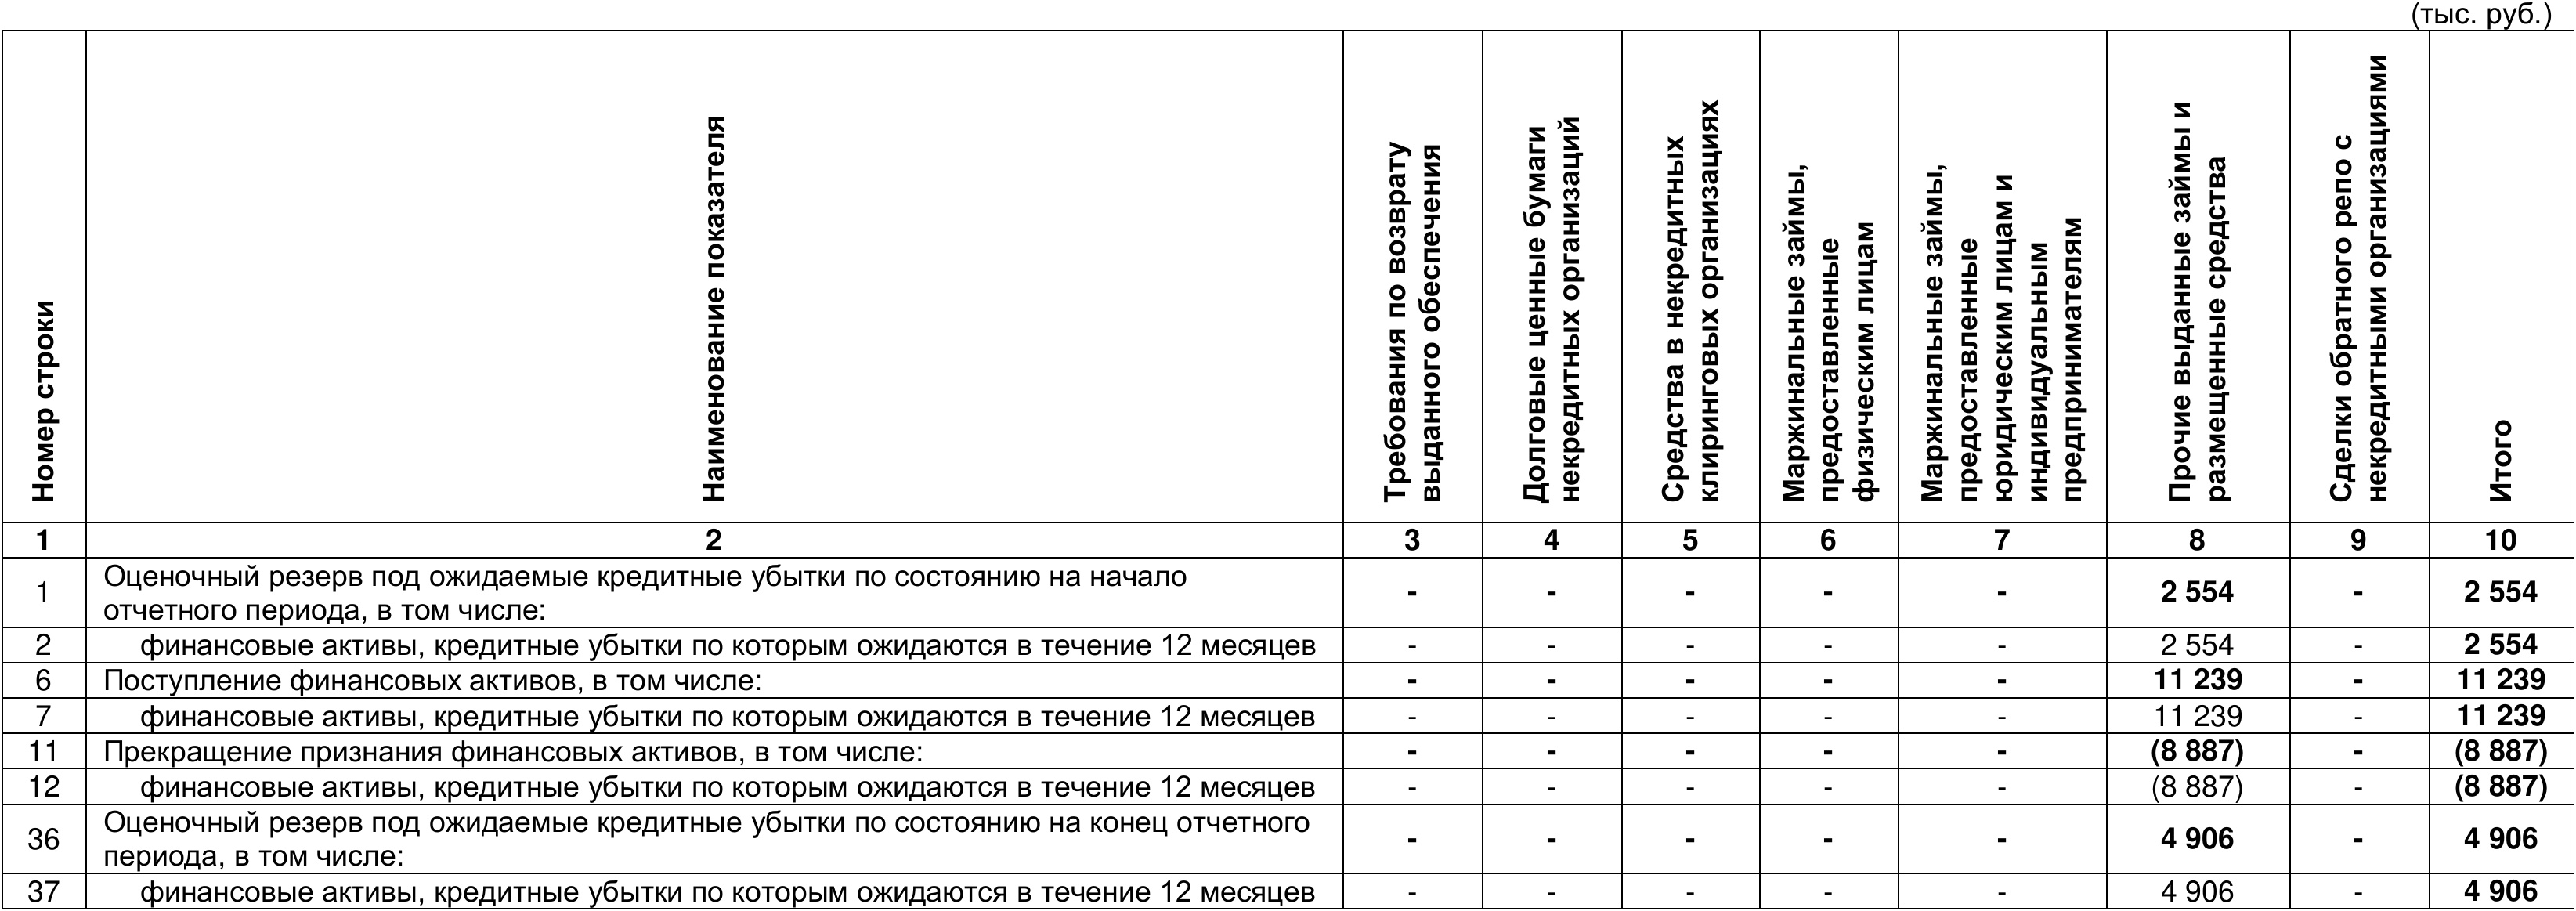 (тыс. руб.)
Номер строки
Наименование показателя
Требования по возврату
выданного обеспечения
Долговые ценные бумаги
некредитных организаций
Средства в некредитных
клиринговых организациях
Маржинальные займы,
предоставленные
физическим лицам
Маржинальные займы,
предоставленные
юридическим лицам и
индивидуальным
предпринимателям
Прочие выданные займы и
размещенные средства
Сделки обратного репо с
некредитными организациями
Итого
1 2 3 4 5 6 7 8 9 10
1 Оценочный резерв под ожидаемые кредитные убытки по состоянию на начало
отчетного периода, в том числе: - - - - - 2 554 - 2 554
2 финансовые активы, кредитные убытки по которым ожидаются в течение 12 месяцев - - - - - 2 554 - 2 554
6 Поступление финансовых активов, в том числе: - - - - - 11 239 - 11 239
7 финансовые активы, кредитные убытки по которым ожидаются в течение 12 месяцев - - - - - 11 239 - 11 239
11 Прекращение признания финансовых активов, в том числе: - - - - - (8 887) - (8 887)
12 финансовые активы, кредитные убытки по которым ожидаются в течение 12 месяцев - - - - - (8 887) - (8 887)
36 Оценочный резерв под ожидаемые кредитные убытки по состоянию на конец отчетного
периода, в том числе: - - - - - 4 906 - 4 906
37 финансовые активы, кредитные убытки по которым ожидаются в течение 12 месяцев - - - - - 4 906 - 4 906